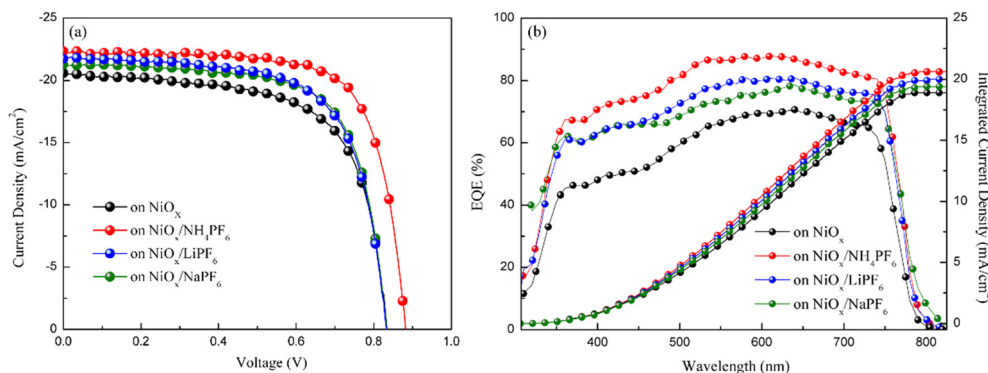 (a)
-25
-20
-15
-10
-5
0
Current Density (mA/cm²)
on NiOₓ
on NiOₓ/NH₄PF₆
on NiOₓ/LiPF₆
on NiOₓ/NaPF₆
0.0 0.2 0.4 0.6 0.8 1.0
Voltage (V)
(b)
100
80
60
40
20
0
EQE (%)
25
20
15
10
5
0
Integrated Current Density (mA/cm²)
on NiOₓ
on NiOₓ/NH₄PF₆
on NiOₓ/LiPF₆
on NiOₓ/NaPF₆
400 500 600 700 800
Wavelength (nm)